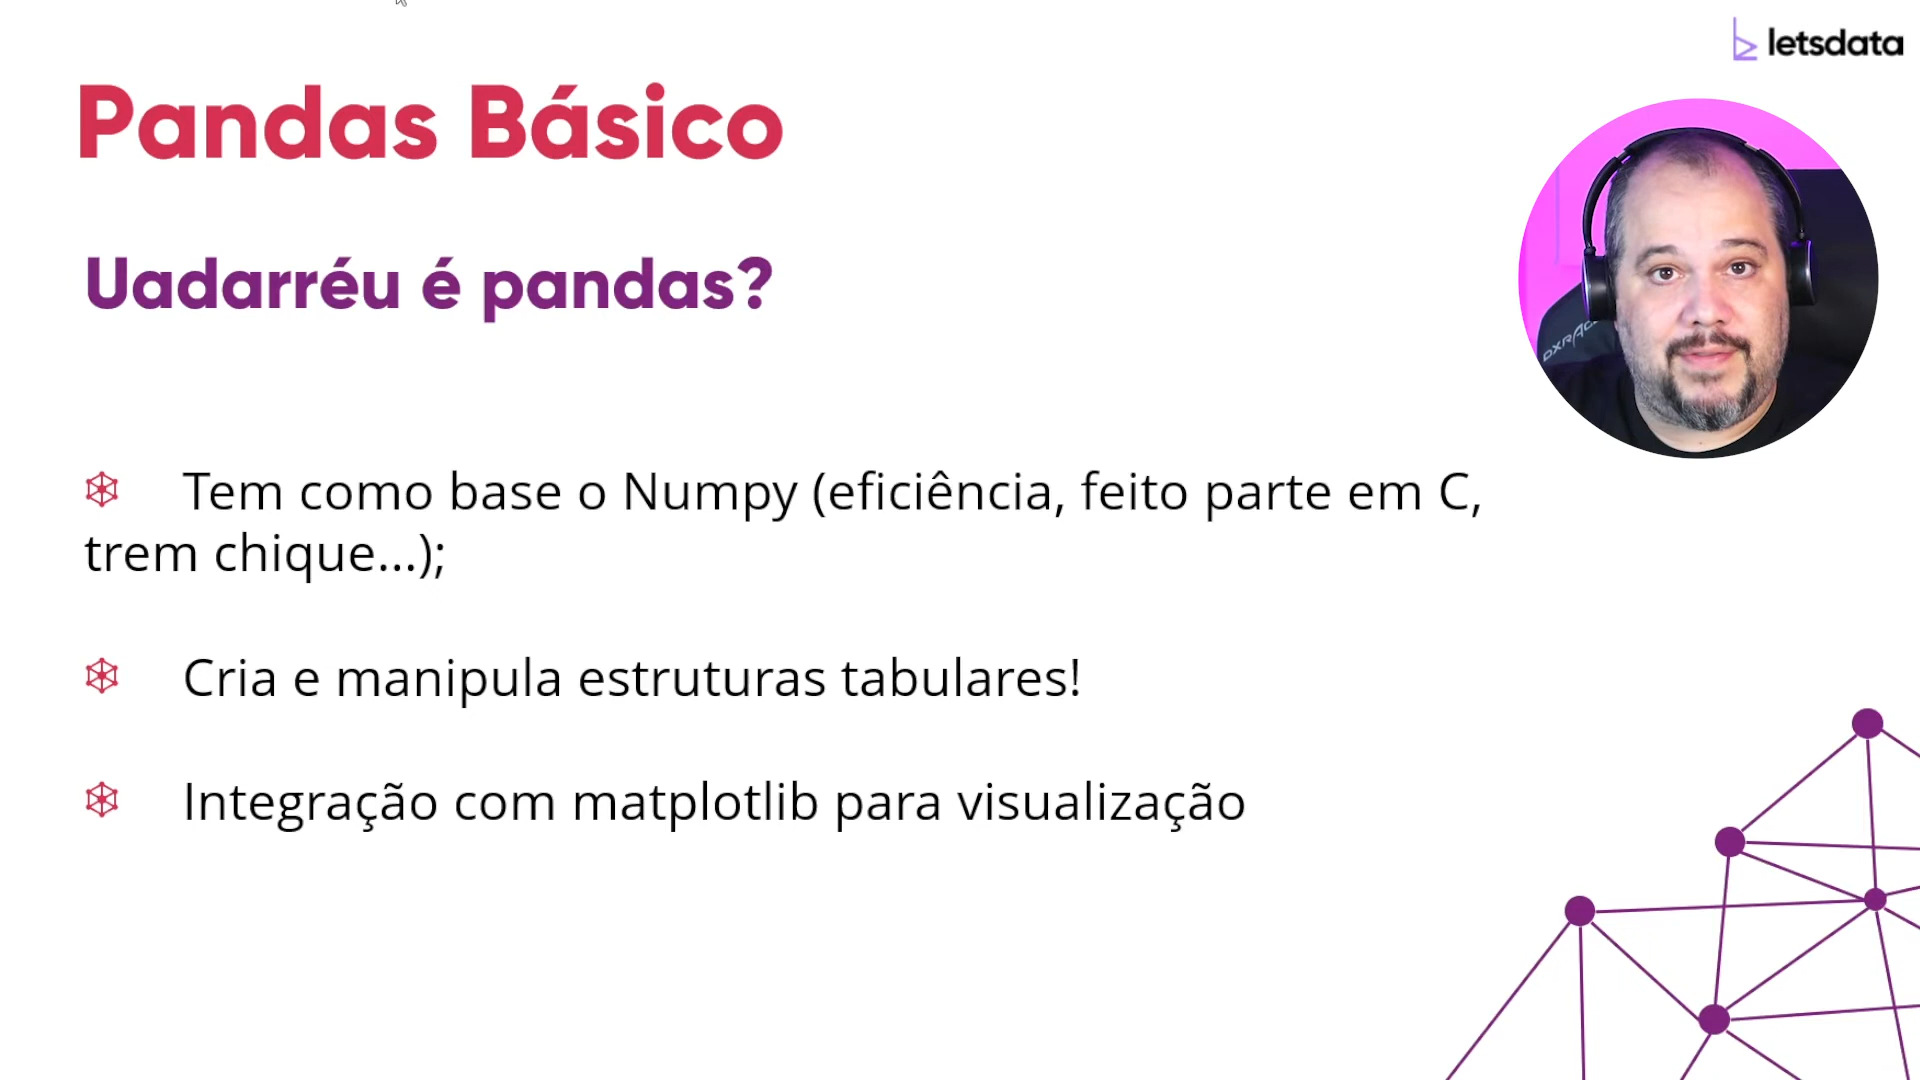 letsdata
Pandas Básico
Uadarréu é pandas?
Tem como base o Numpy (eficiência, feito parte em C,
trem chique...);
Cria e manipula estruturas tabulares!
Integração com matplotlib para visualização